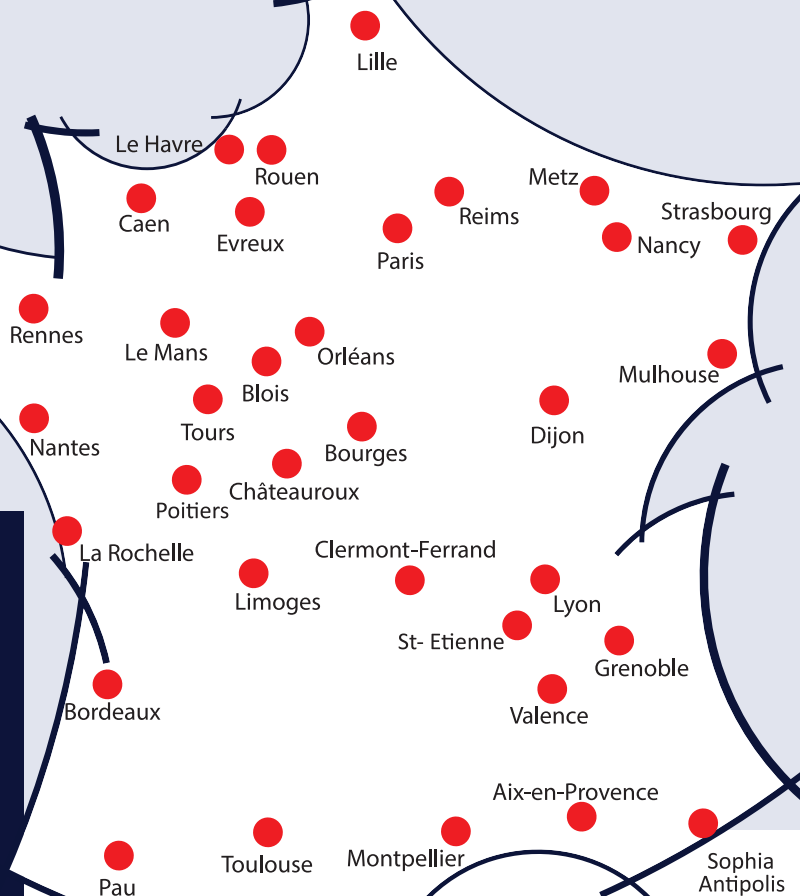 Lille
Le Havre
Rouen
Metz
Caen
Reims
Strasbourg
Evreux
Nancy
Paris
Rennes
Le Mans
Orléans
Mulhouse
Blois
Tours
Dijon
Nantes
Bourges
Châteauroux
Poitiers
La Rochelle
Clermont-Ferrand
Limoges
Lyon
St- Etienne
Grenoble
Bordeaux
Valence
Aix-en-Provence
Toulouse
Montpellier
Sophia
Antipolis
Pau